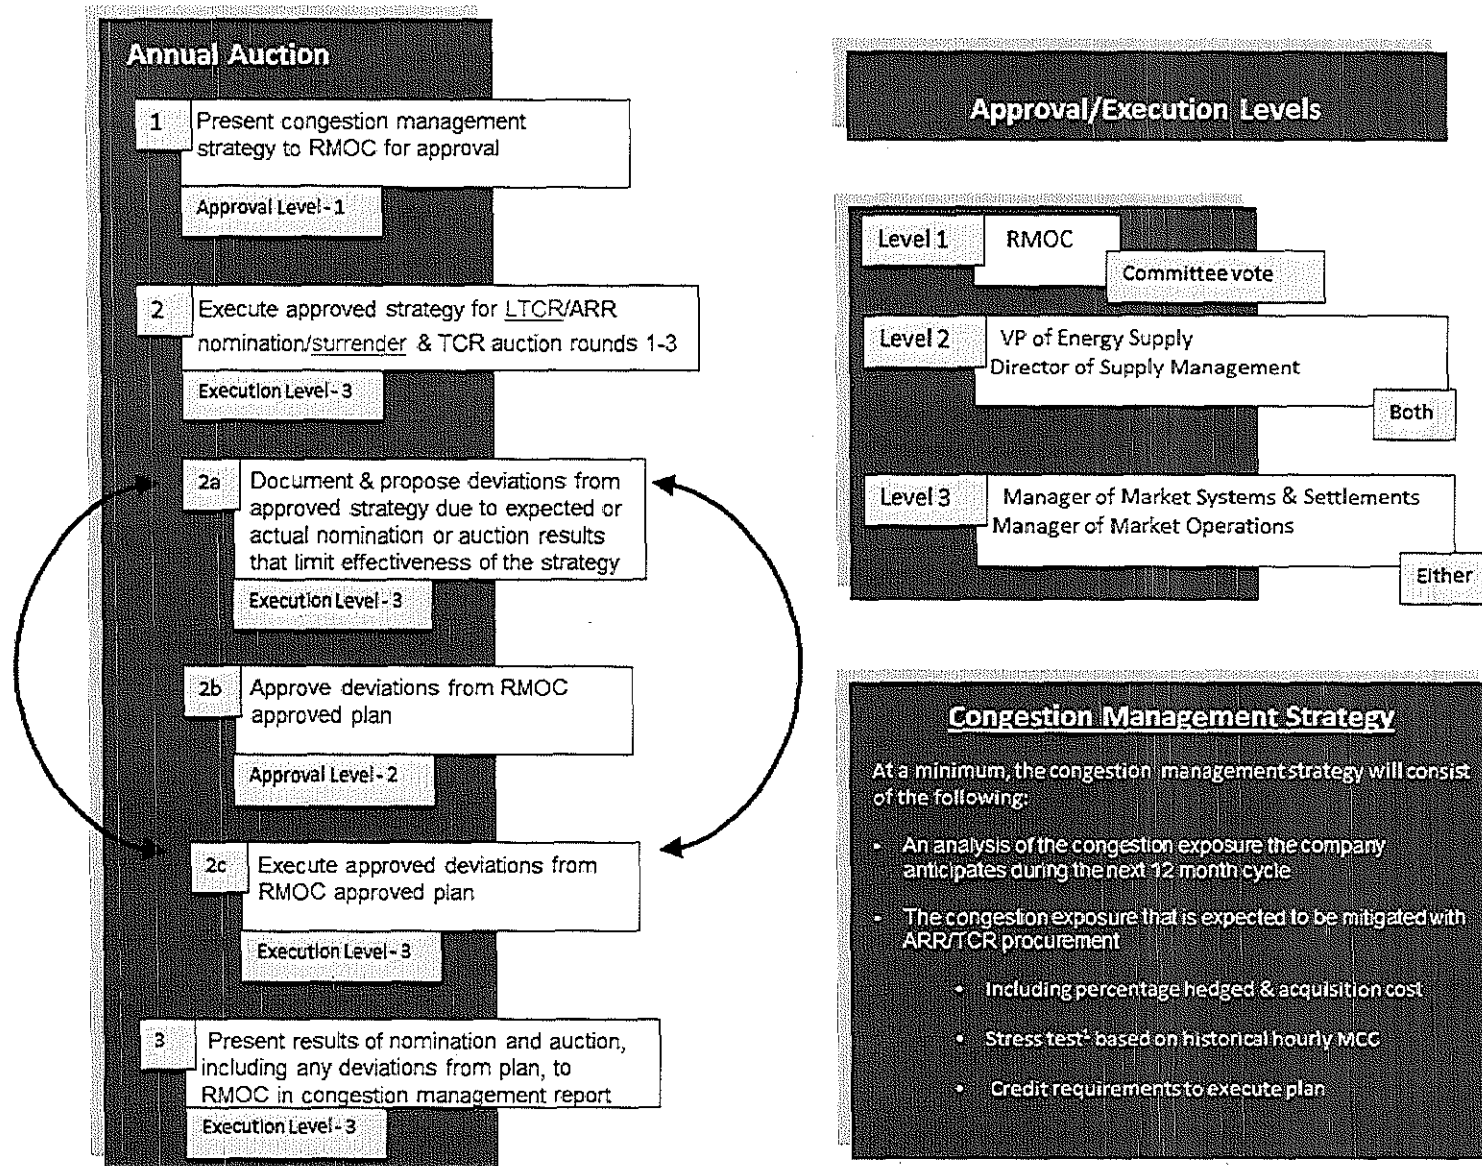 Annual Auction
1
Present congestion management
strategy to RMOC for approval
Approval Level - 1
2
Execute approved strategy for LTCR/ARR
nomination/surrender & TCR auction rounds 1-3
Execution Level - 3
2a
Document & propose deviations from
approved strategy due to expected or
actual nomination or auction results
that limit effectiveness of the strategy
Execution Level - 3
2b
Approve deviations from RMOC
approved plan
Approval Level - 2
2c
Execute approved deviations from
RMOC approved plan
Execution Level - 3
3
Present results of nomination and auction,
including any deviations from plan, to
RMOC in congestion management report
Execution Level - 3
Approval/Execution Levels
Level 1
RMOC
Committee vote
Level 2
VP of Energy Supply
Director of Supply Management
Both
Level 3
Manager of Market Systems & Settlements
Manager of Market Operations
Either
Congestion Management Strategy
At a minimum, the congestion management strategy will consist
of the following:
• An analysis of the congestion exposure the company
anticipates during the next 12 month cycle
• The congestion exposure that is expected to be mitigated with
ARR/TCR procurement
• Including percentage hedged & acquisition cost
• Stress test¹ based on historical hourly MCC
• Credit requirements to execute plan